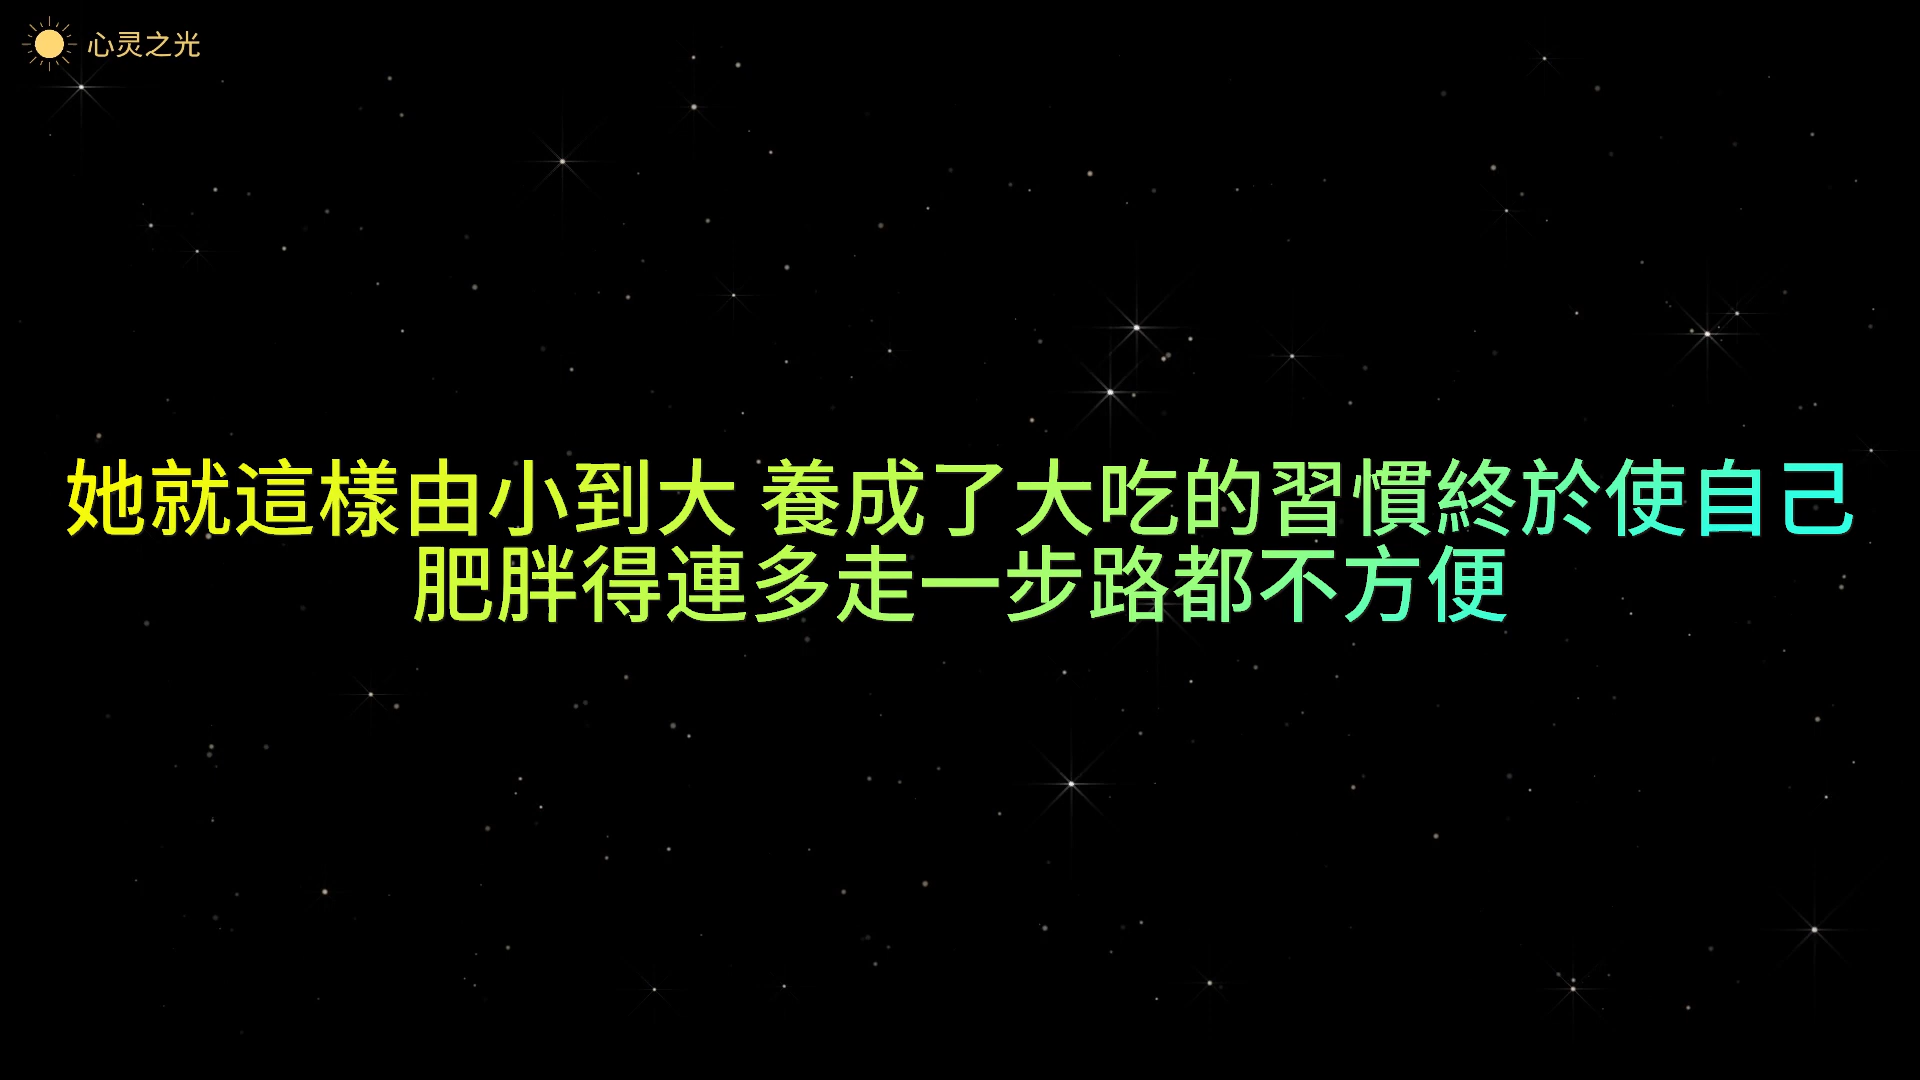 心灵之光
她就這樣由小到大 養成了大吃的習慣終於使自己
肥胖得連多走一步路都不方便